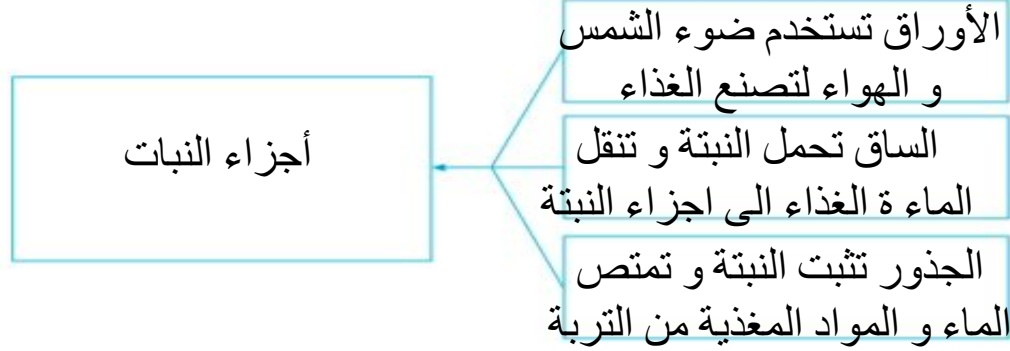 الأوراق تستخدم ضوء الشمس
و الهواء لتصنع الغذاء
الساق تحمل النبتة و تنقل
الماء ة الغذاء الى اجزاء النبتة
الجذور تثبت النبتة و تمتص
الماء و المواد المغذية من التربة
أجزاء النبات